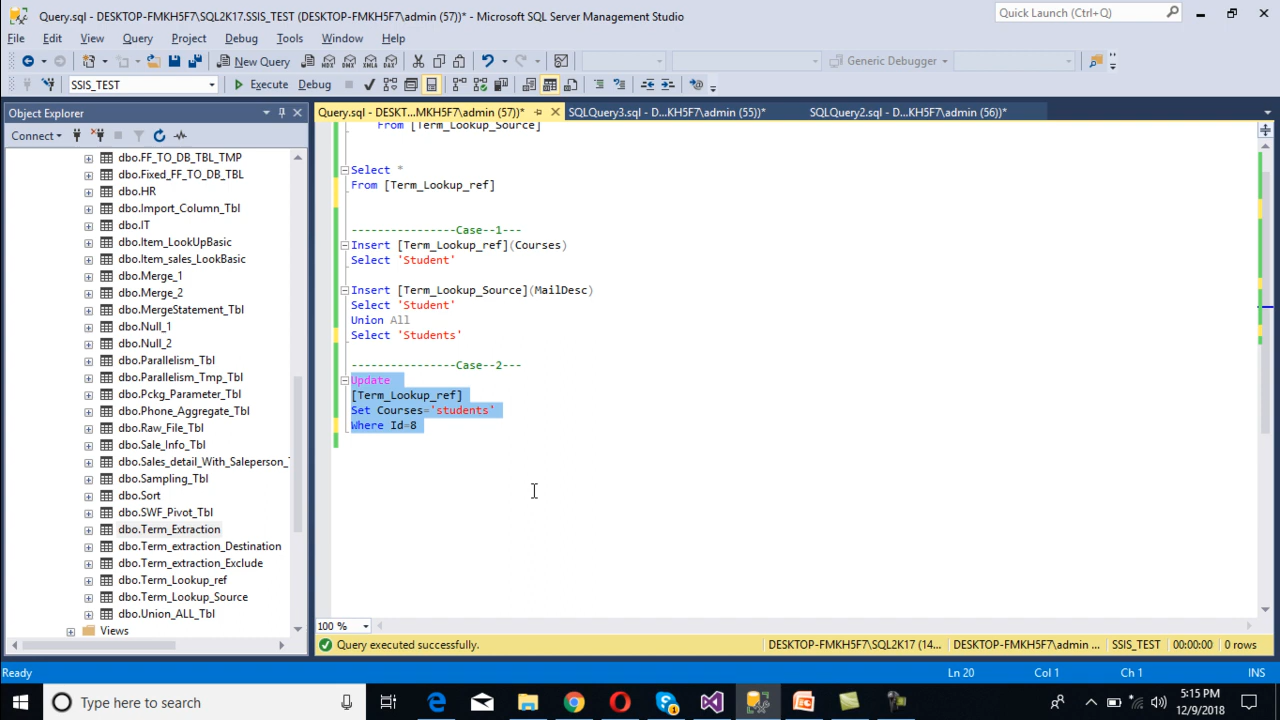 Query.sql - DESKTOP-FMKH5F7\SQL2K17.SSIS_TEST (DESKTOP-FMKH5F7\admin (57))* - Microsoft SQL Server Management Studio
Quick Launch (Ctrl+Q)
File Edit View Query Project Debug Tools Window Help
New Query
MDX DMX XMLA DAX
Generic Debugger
SSIS_TEST
Execute Debug
Object Explorer
Query.sql - DESKT...MKH5F7\admin (57))*
SQLQuery3.sql - D...KH5F7\admin (55))*
SQLQuery2.sql - D...KH5F7\admin (56))*
Connect
dbo.FF_TO_DB_TBL_TMP
dbo.Fixed_FF_TO_DB_TBL
dbo.HR
dbo.Import_Column_Tbl
dbo.IT
dbo.Item_LookUpBasic
dbo.Item_sales_LookBasic
dbo.Merge_1
dbo.Merge_2
dbo.MergeStatement_Tbl
dbo.Null_1
dbo.Null_2
dbo.Parallelism_Tbl
dbo.Parallelism_Tmp_Tbl
dbo.Pckg_Parameter_Tbl
dbo.Phone_Aggregate_Tbl
dbo.Raw_File_Tbl
dbo.Sale_Info_Tbl
dbo.Sales_detail_With_Saleperson_
dbo.Sampling_Tbl
dbo.Sort
dbo.SWF_Pivot_Tbl
dbo.Term_Extraction
dbo.Term_extraction_Destination
dbo.Term_extraction_Exclude
dbo.Term_Lookup_ref
dbo.Term_Lookup_Source
dbo.Union_ALL_Tbl
Views
From [Term_Lookup_Source]
Select *
From [Term_Lookup_ref]
----------------Case--1---
Insert [Term_Lookup_ref](Courses)
Select 'Student'
Insert [Term_Lookup_Source](MailDesc)
Select 'Student'
Union All
Select 'Students'
----------------Case--2---
Update
[Term_Lookup_ref]
Set Courses='students'
Where Id=8
100 %
Query executed successfully.
DESKTOP-FMKH5F7\SQL2K17 (14... DESKTOP-FMKH5F7\admin ... SSIS_TEST 00:00:00 0 rows
Ready
Ln 20 Col 1 Ch 1 INS
Type here to search
5:15 PM
12/9/2018